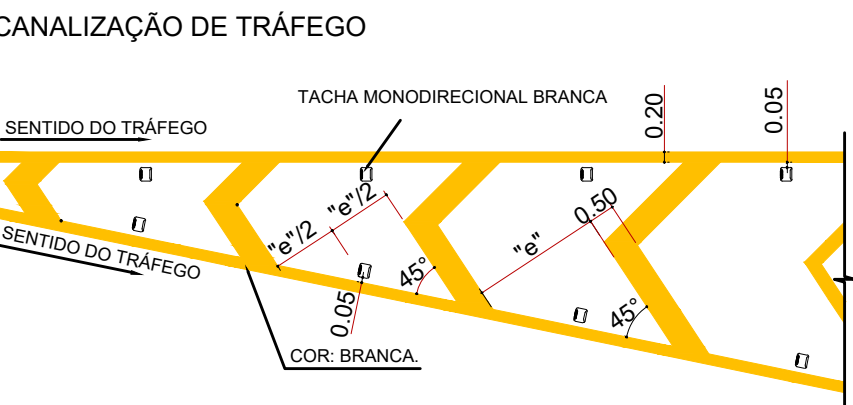 CANALIZAÇÃO DE TRÁFEGO
TACHA MONODIRECIONAL BRANCA
0.20
0.05
SENTIDO DO TRÁFEGO
"e"/2
"e"/2
0.50
"e"
SENTIDO DO TRÁFEGO
45°
0.05
45°
COR: BRANCA.